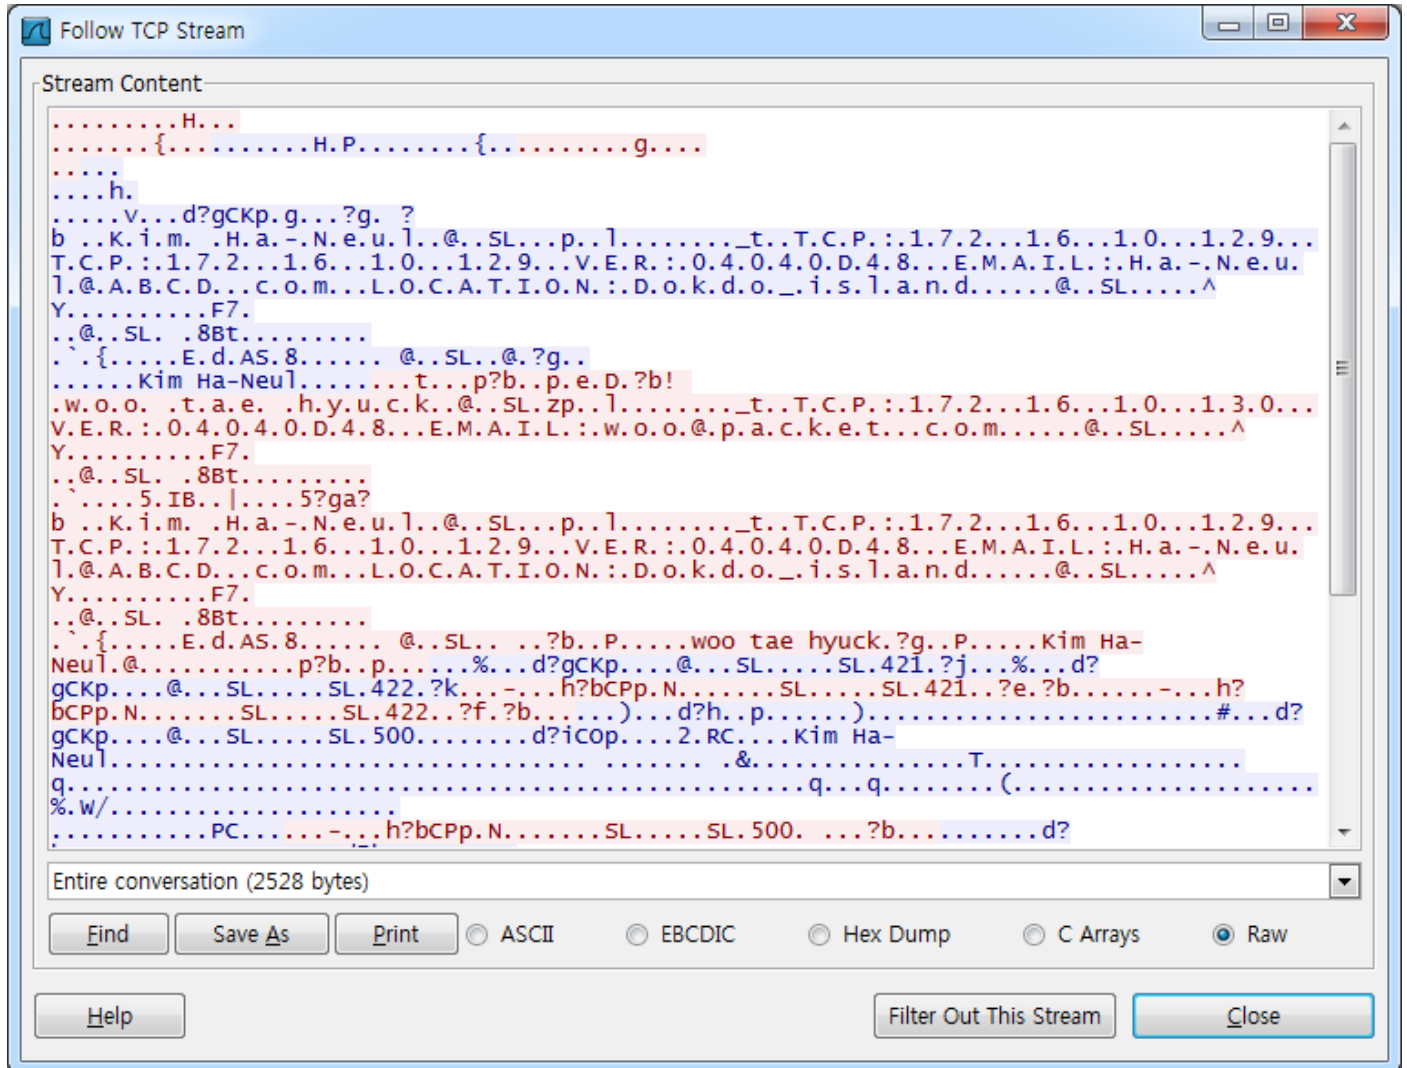 Follow TCP Stream
Stream Content
.........H...
.......{..........H.P........{..........g....
.....
....h.
.....v...d?gCKp.g...?g. ?
b ..K.i.m. .H.a.-.N.e.u.l..@..SL...p..l........_t..T.C.P.:.1.7.2...1.6...1.0...1.2.9...
T.C.P.:.1.7.2...1.6...1.0...1.2.9...V.E.R.:.0.4.0.4.0.D.4.8...E.M.A.I.L.:.H.a.-.N.e.u.
l.@.A.B.C.D...c.o.m...L.O.C.A.T.I.O.N.:.D.o.k.d.o._.i.s.l.a.n.d......@..SL.....^
Y..........F7.
..@..SL. .8Bt.........
.`.{.....E.d.AS.8...... @..SL..@.?g..
......Kim Ha-Neul........t...p?b..p.e.D.?b!
.w.o.o. .t.a.e. .h.y.u.c.k..@..SL.zp..l........_t..T.C.P.:.1.7.2...1.6...1.0...1.3.0...
V.E.R.:.0.4.0.4.0.D.4.8...E.M.A.I.L.:.w.o.o.@.p.a.c.k.e.t...c.o.m......@..SL.....^
Y..........F7.
..@..SL. .8Bt.........
.`....5.IB..|....5?ga?
b ..K.i.m. .H.a.-.N.e.u.l..@..SL...p..l........_t..T.C.P.:.1.7.2...1.6...1.0...1.2.9...
T.C.P.:.1.7.2...1.6...1.0...1.2.9...V.E.R.:.0.4.0.4.0.D.4.8...E.M.A.I.L.:.H.a.-.N.e.u.
l.@.A.B.C.D...c.o.m...L.O.C.A.T.I.O.N.:.D.o.k.d.o._.i.s.l.a.n.d......@..SL.....^
Y..........F7.
..@..SL. .8Bt.........
.`.{.....E.d.AS.8...... @..SL.. ..?b..P.....woo tae hyuck.?g..P.....Kim Ha-
Neul.@...........p?b..p......%...d?gCKp....@...SL.....SL.421.?j...%...d?
gCKp....@...SL.....SL.422.?k...-...h?bCPp.N.......SL.....SL.421..?e.?b......-...h?
bCPp.N.......SL.....SL.422..?f.?b......)...d?h..p......).........................#...d?
gCKp....@...SL.....SL.500........d?iCOp....2.RC....Kim Ha-
Neul............................... ....... .&...............T..................
q...................................................q...q........(.....................
%.W/....................
...........PC......-...h?bCPp.N.......SL.....SL.500. ...?b..........d?
Entire conversation (2528 bytes)
Find
Save As
Print
ASCII
EBCDIC
Hex Dump
C Arrays
Raw
Help
Filter Out This Stream
Close